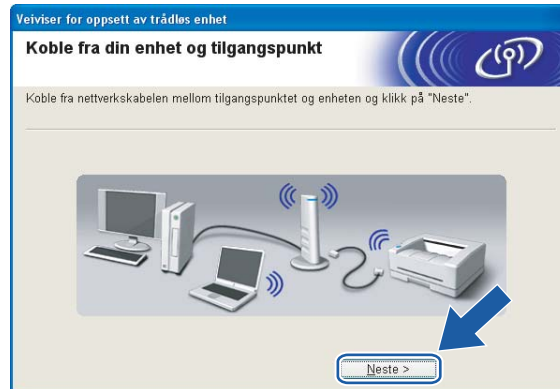 Veiviser for oppsett av trådløs enhet
Koble fra din enhet og tilgangspunkt
Koble fra nettverkskabelen mellom tilgangspunktet og enheten og klikk på "Neste".
Neste >